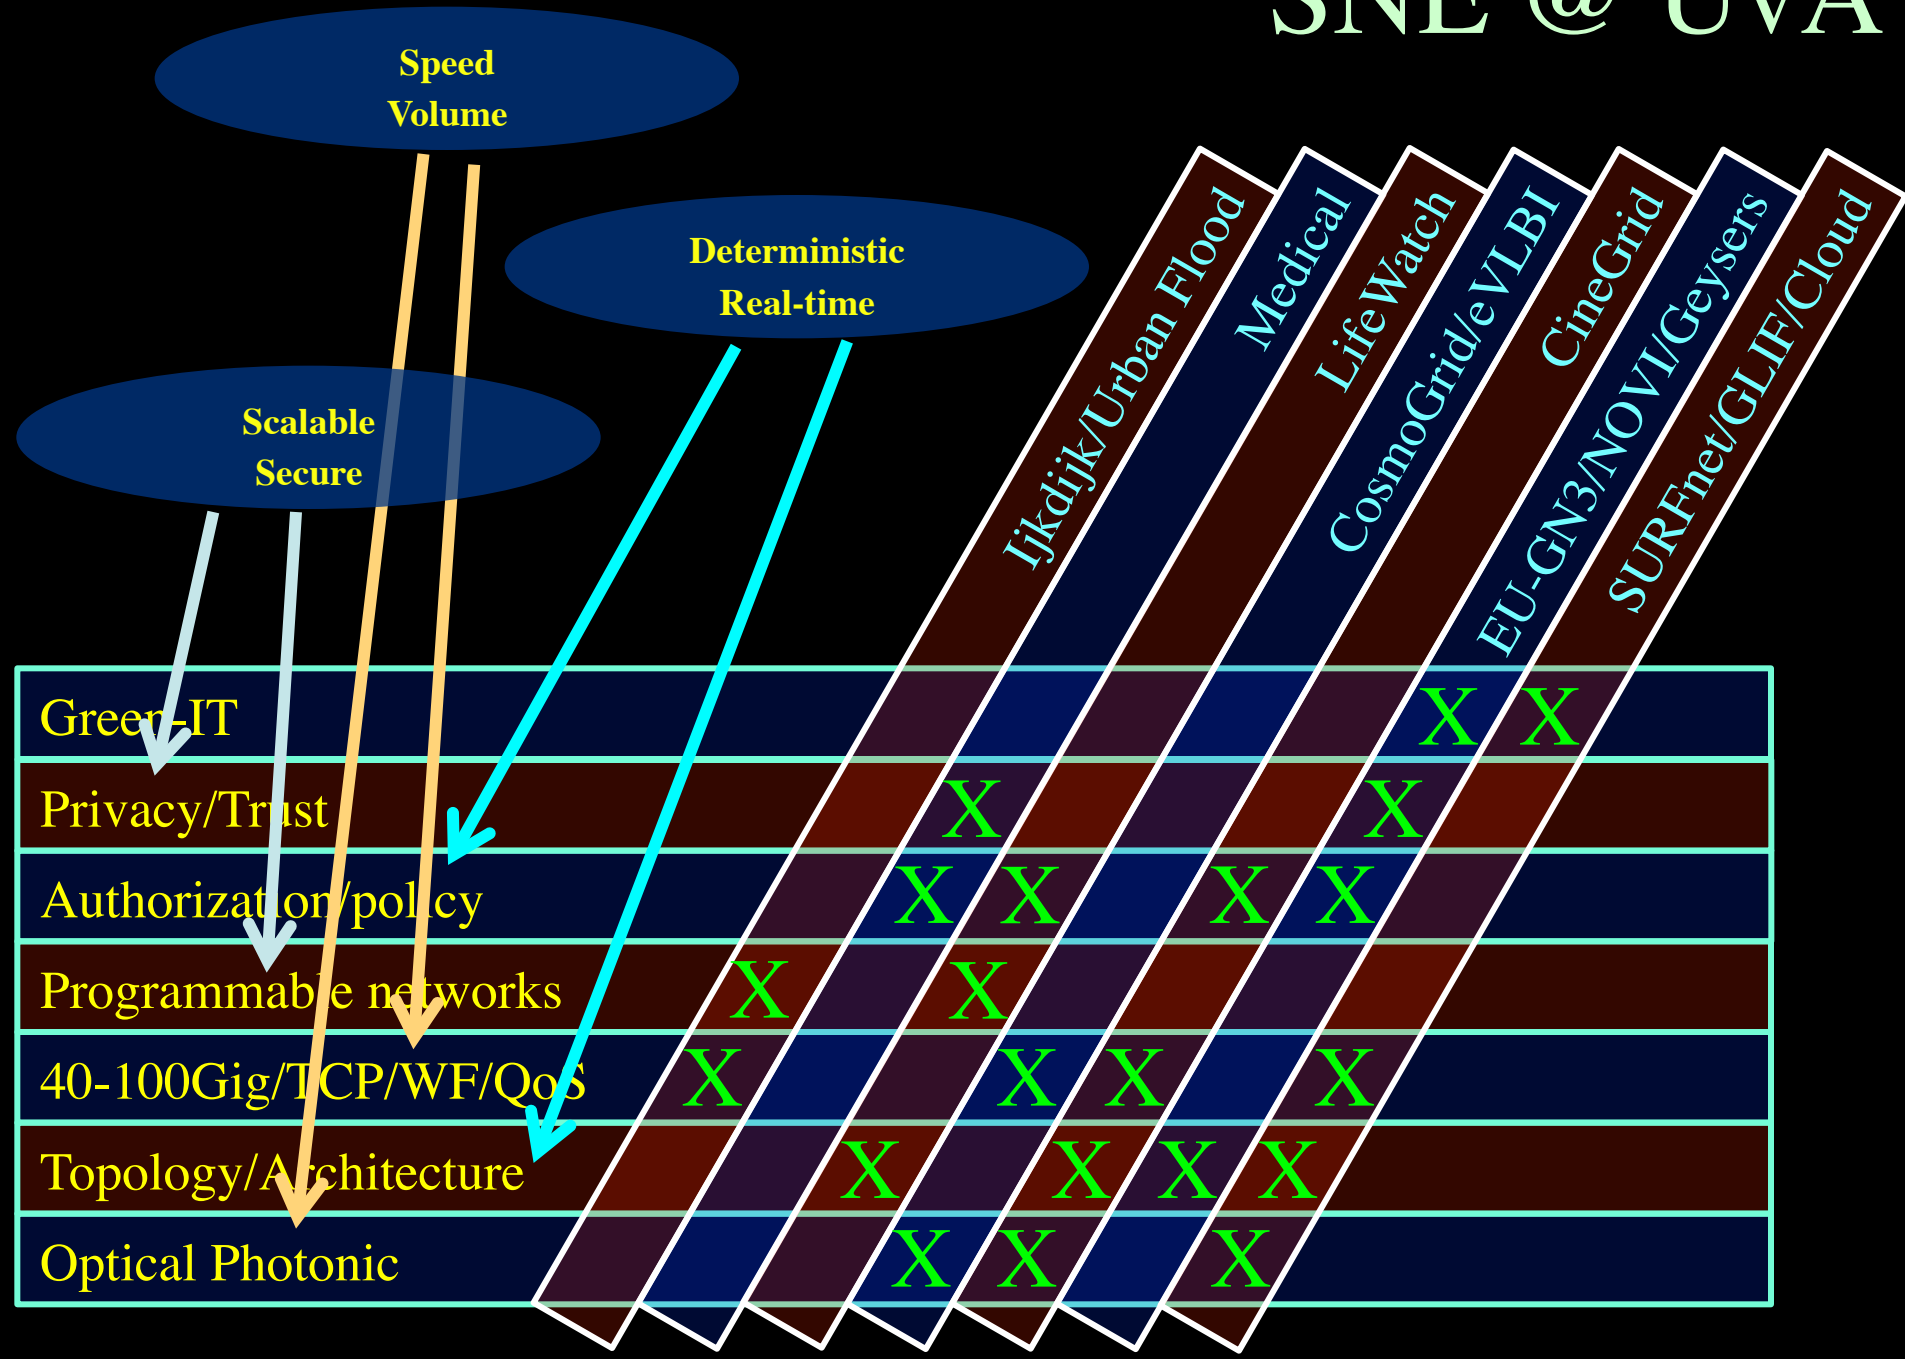 SNE @ UVA
Speed
Volume
Deterministic
Real-time
Scalable
Secure
Ijkdijk/Urban Flood
Medical
LifeWatch
CosmoGrid/eVLBI
CineGrid
EU-GN3/NOVI/Geysers
SURFnet/GLIF/Cloud
Green-IT X X
Privacy/Trust X X
Authorization/policy X X X X
Programmable networks X X
40-100Gig/TCP/WF/QoS X X X X
Topology/Architecture X X X X
Optical Photonic X X X